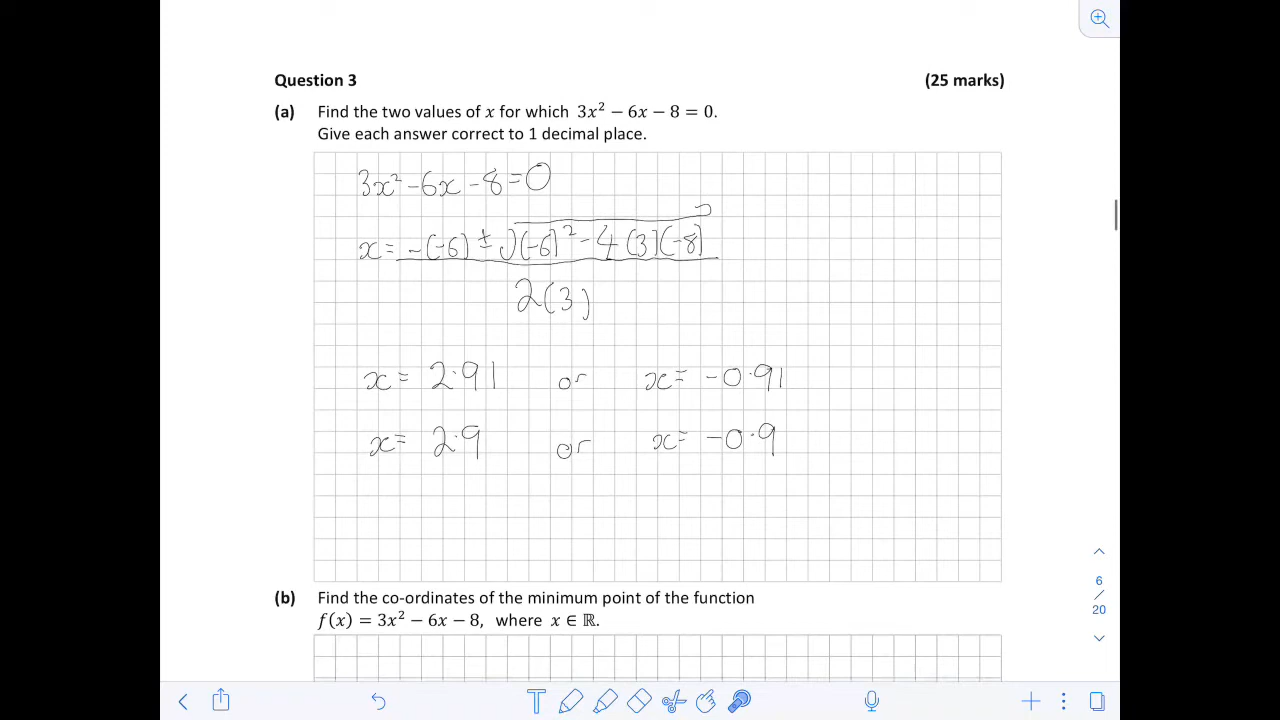 Question 3 (25 marks)
(a) Find the two values of x for which 3x² − 6x − 8 = 0.
Give each answer correct to 1 decimal place.
3x² - 6x - 8 = 0
x = -(-6) ± √(-6)² - 4(3)(-8)
2(3)
x = 2.91 or x = -0.91
x = 2.9 or x = -0.9
(b) Find the co-ordinates of the minimum point of the function
f(x) = 3x² − 6x − 8, where x ∈ ℝ.
6
/
20
T